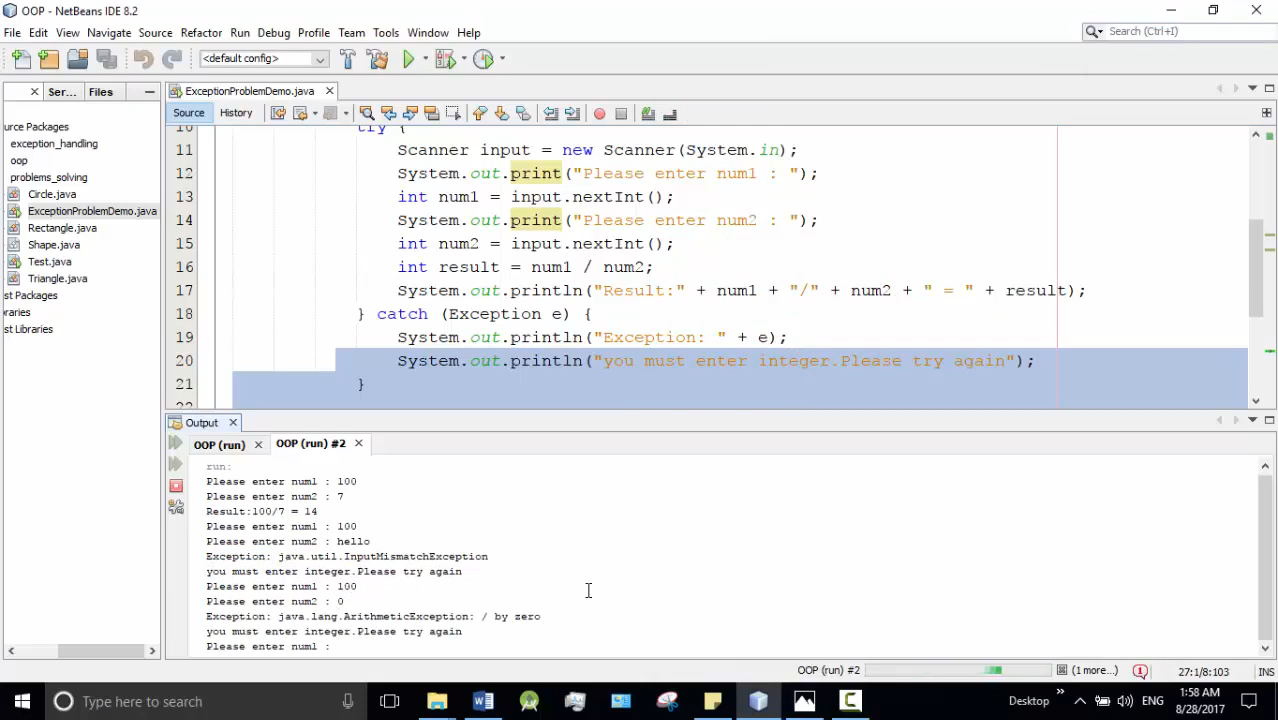 OOP - NetBeans IDE 8.2
File Edit View Navigate Source Refactor Run Debug Profile Team Tools Window Help
Search (Ctrl+I)
<default config>
Ser... Files
ExceptionProblemDemo.java
Source History
urce Packages
exception_handling
oop
problems_solving
Circle.java
ExceptionProblemDemo.java
Rectangle.java
Shape.java
Test.java
Triangle.java
st Packages
raries
st Libraries
10 try {
11 Scanner input = new Scanner(System.in);
12 System.out.print("Please enter num1 : ");
13 int num1 = input.nextInt();
14 System.out.print("Please enter num2 : ");
15 int num2 = input.nextInt();
16 int result = num1 / num2;
17 System.out.println("Result:" + num1 + "/" + num2 + " = " + result);
18 } catch (Exception e) {
19 System.out.println("Exception: " + e);
20 System.out.println("you must enter integer.Please try again");
21 }
Output
OOP (run) OOP (run) #2
run:
Please enter num1 : 100
Please enter num2 : 7
Result:100/7 = 14
Please enter num1 : 100
Please enter num2 : hello
Exception: java.util.InputMismatchException
you must enter integer.Please try again
Please enter num1 : 100
Please enter num2 : 0
Exception: java.lang.ArithmeticException: / by zero
you must enter integer.Please try again
Please enter num1 :
OOP (run) #2 (1 more...) 27:1/8:103 INS
Type here to search
Desktop ENG 1:58 AM
8/28/2017